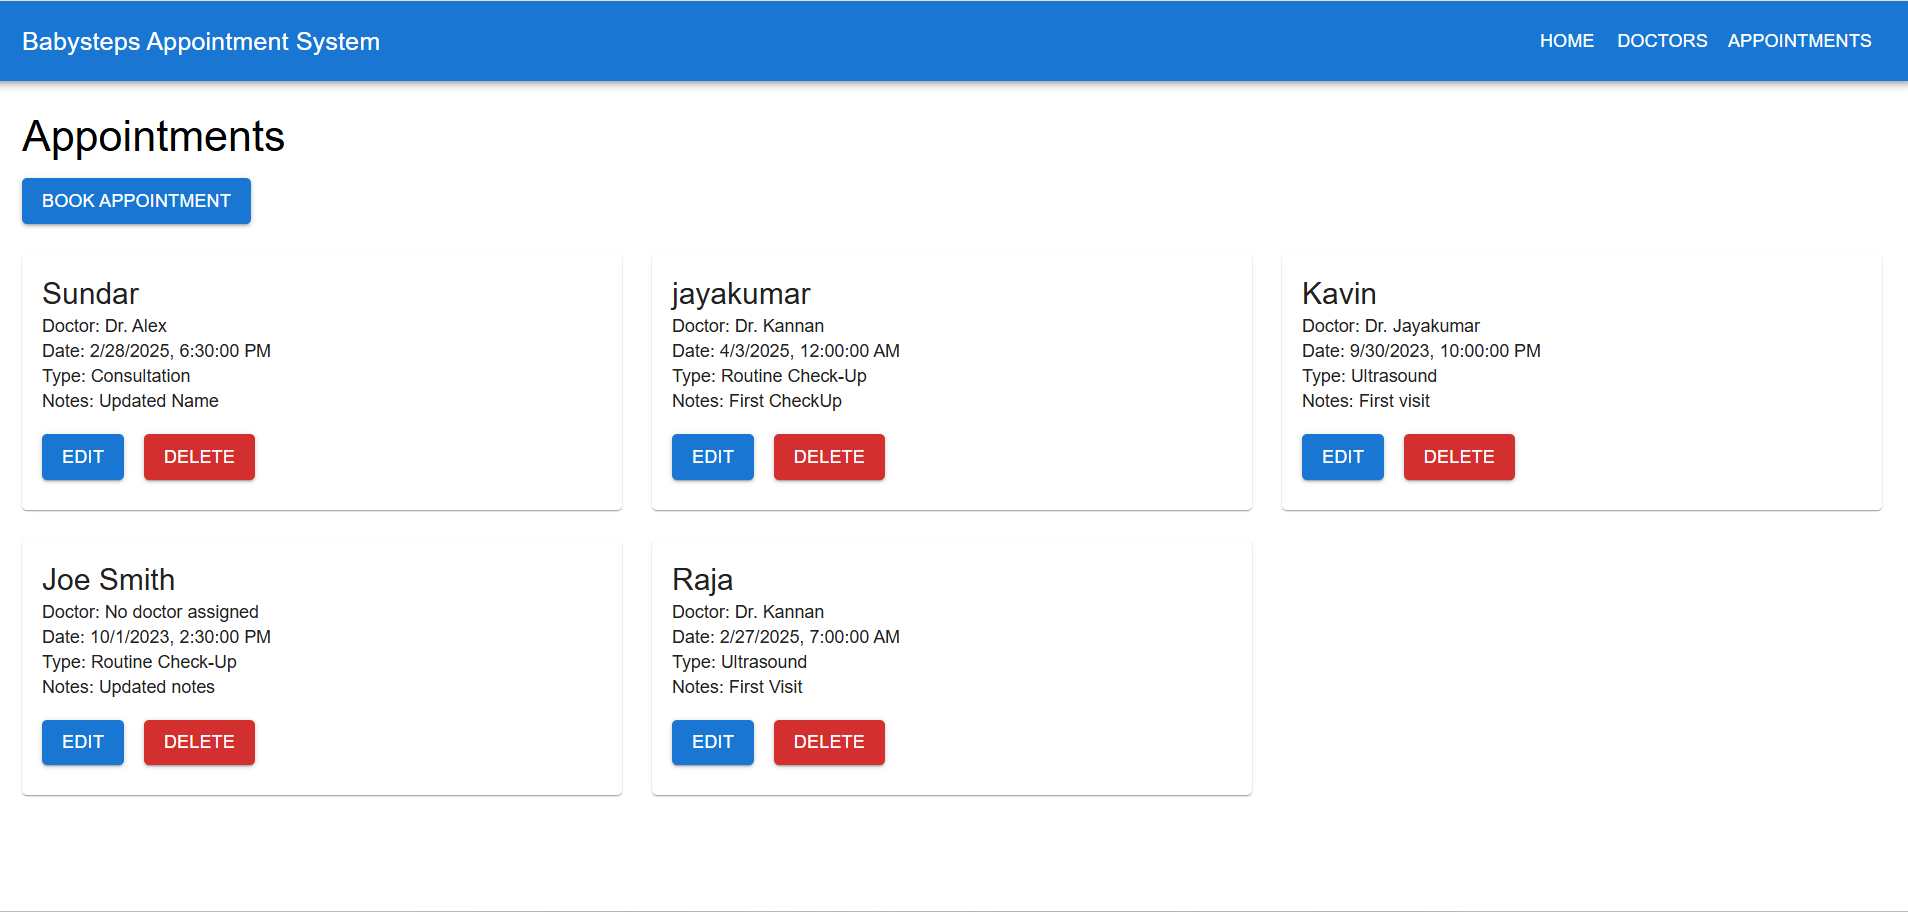 Babysteps Appointment System
HOME DOCTORS APPOINTMENTS
Appointments
BOOK APPOINTMENT
Sundar
Doctor: Dr. Alex
Date: 2/28/2025, 6:30:00 PM
Type: Consultation
Notes: Updated Name
EDIT DELETE
jayakumar
Doctor: Dr. Kannan
Date: 4/3/2025, 12:00:00 AM
Type: Routine Check-Up
Notes: First CheckUp
EDIT DELETE
Kavin
Doctor: Dr. Jayakumar
Date: 9/30/2023, 10:00:00 PM
Type: Ultrasound
Notes: First visit
EDIT DELETE
Joe Smith
Doctor: No doctor assigned
Date: 10/1/2023, 2:30:00 PM
Type: Routine Check-Up
Notes: Updated notes
EDIT DELETE
Raja
Doctor: Dr. Kannan
Date: 2/27/2025, 7:00:00 AM
Type: Ultrasound
Notes: First Visit
EDIT DELETE